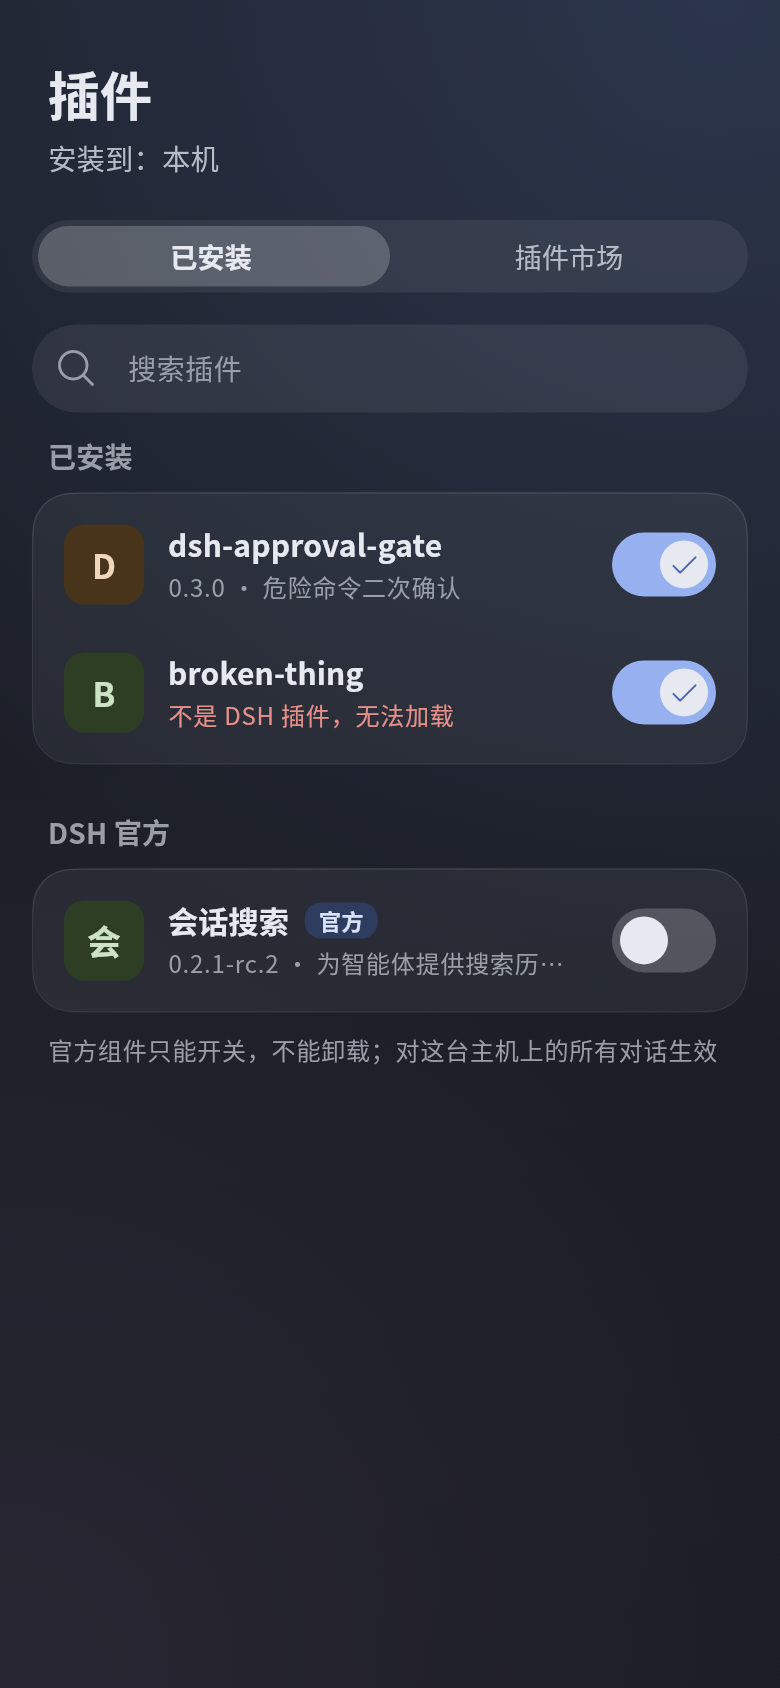 插件
安装到：本机
已安装
插件市场
搜索插件
已安装
D
dsh-approval-gate
0.3.0 · 危险命令二次确认
B
broken-thing
不是 DSH 插件，无法加载
DSH 官方
会
会话搜索 官方
0.2.1-rc.2 · 为智能体提供搜索历…
官方组件只能开关，不能卸载；对这台主机上的所有对话生效